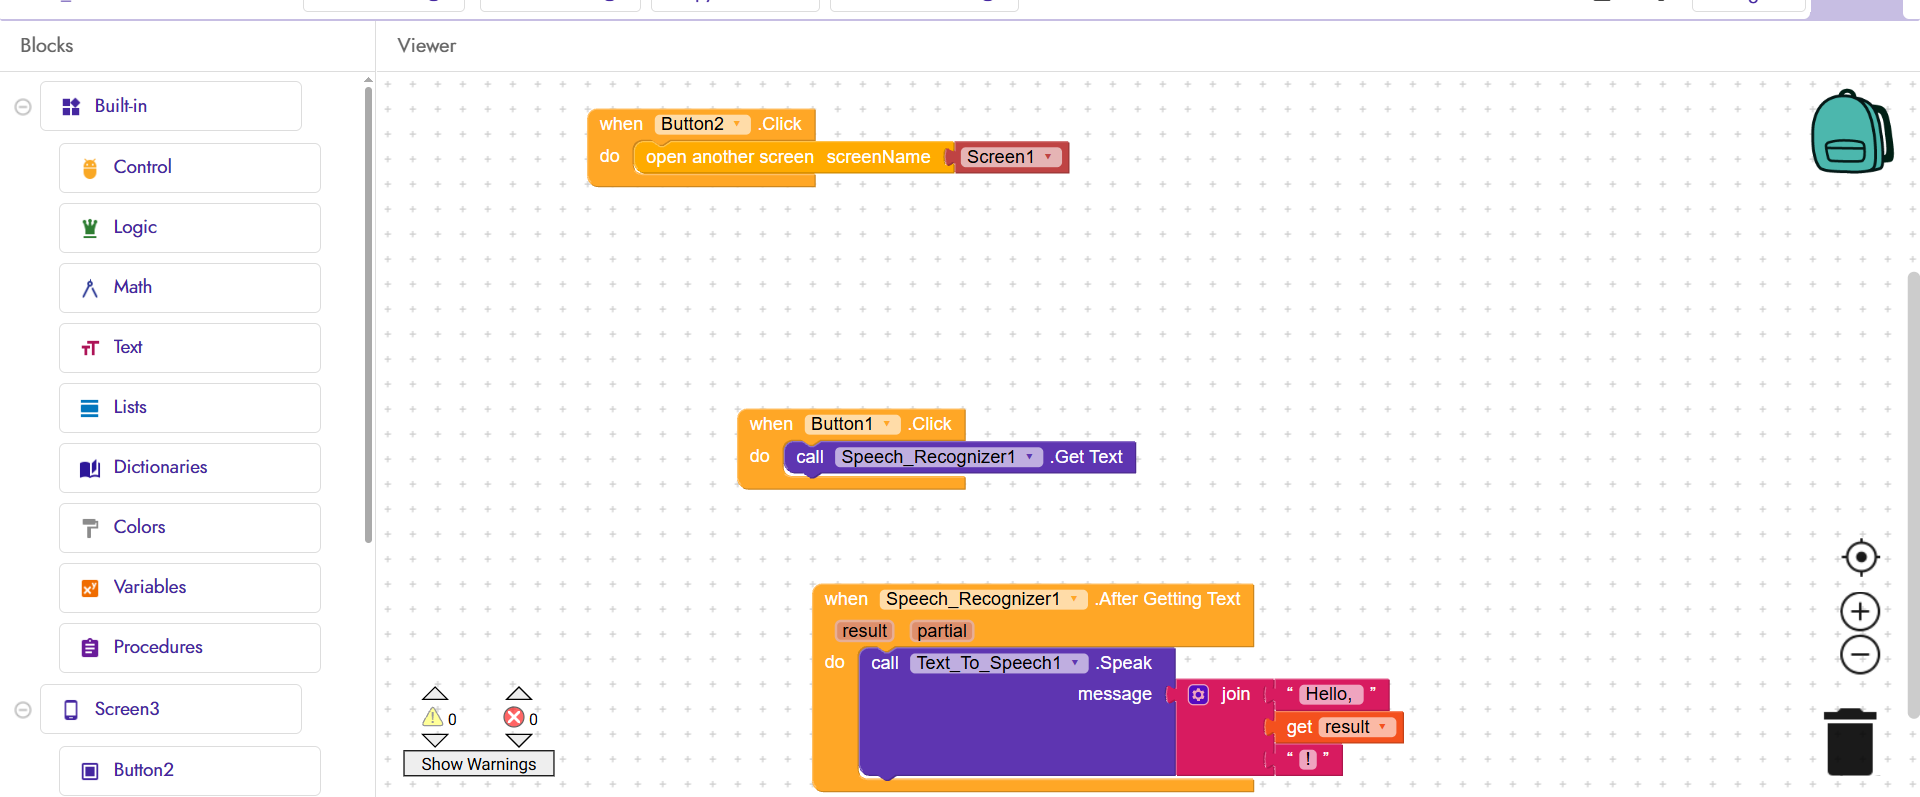 Blocks
Viewer
Built-in
Control
Logic
Math
Text
Lists
Dictionaries
Colors
Variables
Procedures
Screen3
Button2
when Button2 .Click
do open another screen screenName Screen1
when Button1 .Click
do call Speech_Recognizer1 .Get Text
when Speech_Recognizer1 .After Getting Text
result partial
do call Text_To_Speech1 .Speak
message join “ Hello, ”
get result
“ ! ”
0 0
Show Warnings